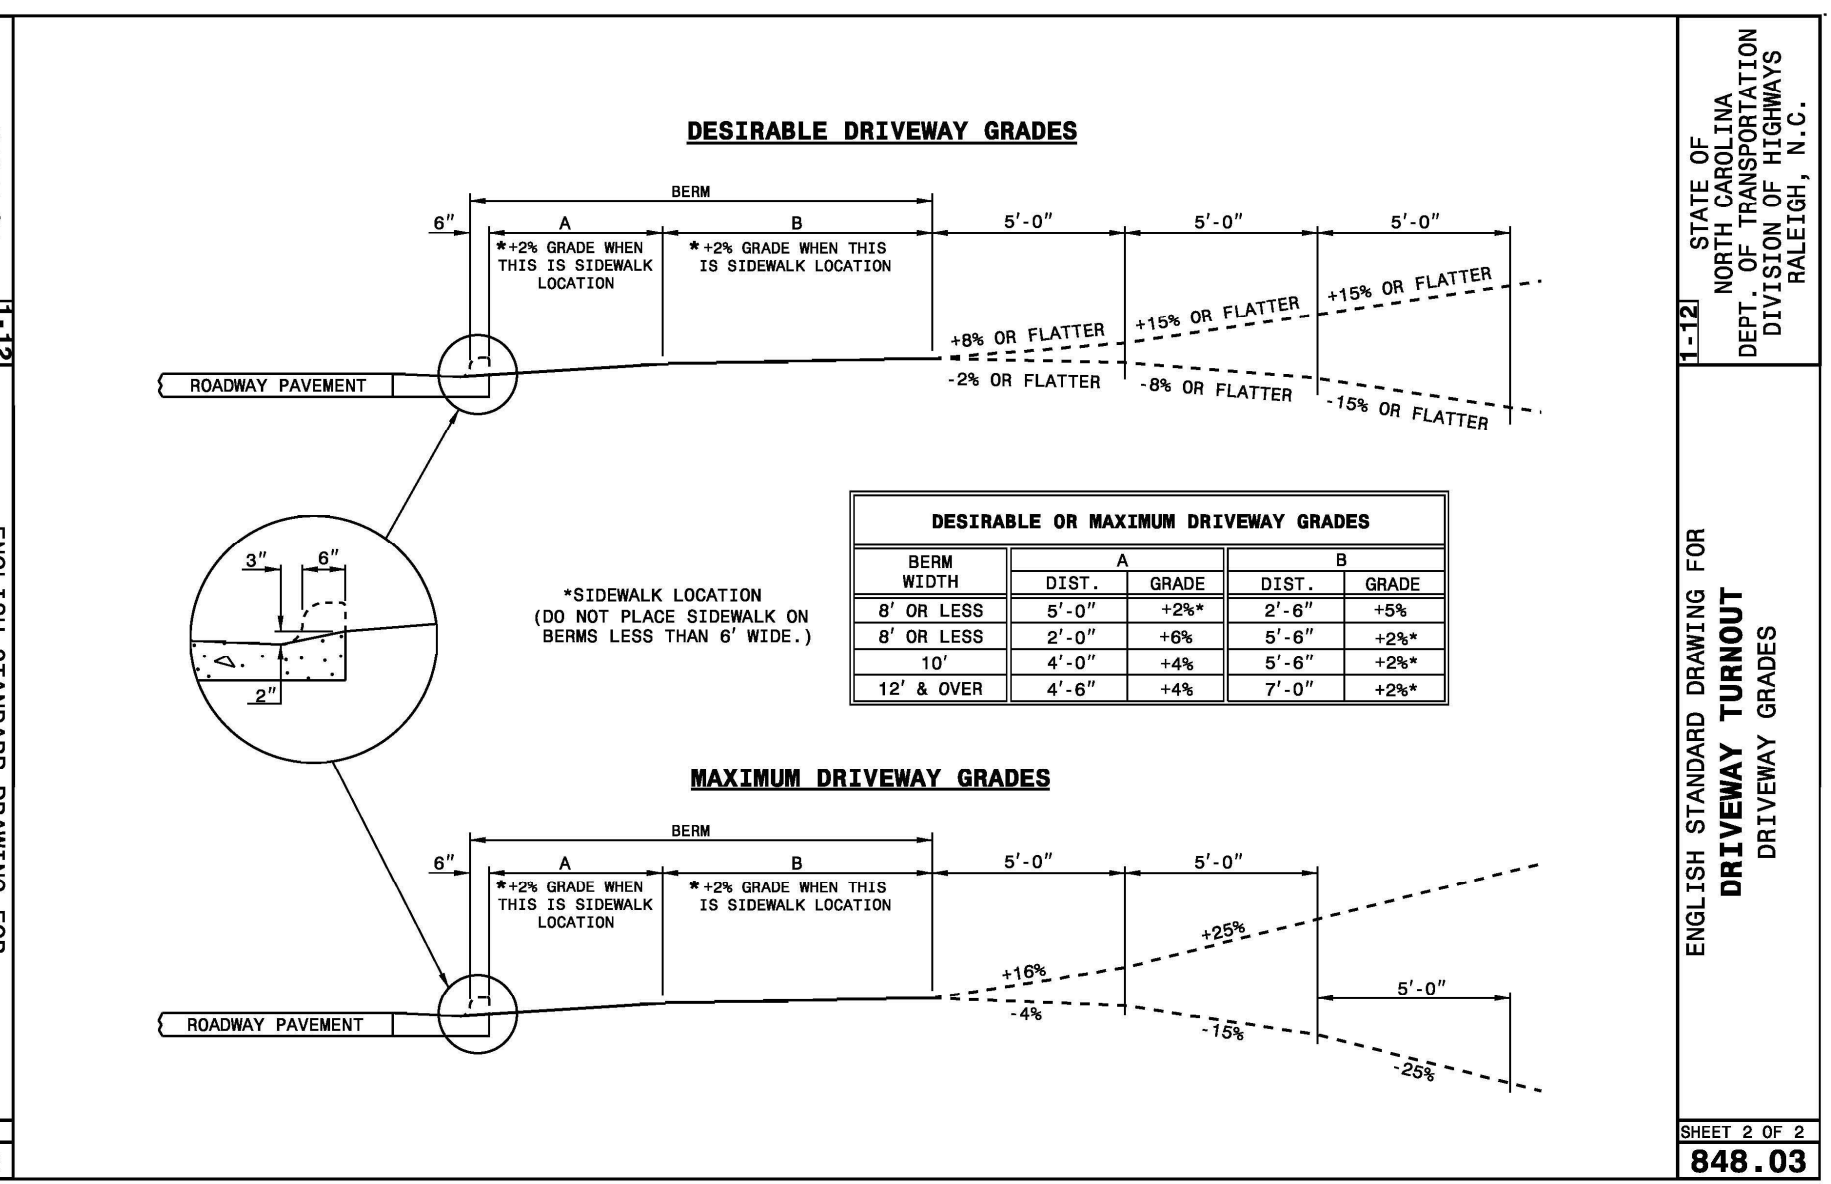 DESIRABLE DRIVEWAY GRADES
BERM
6"
A
B
5'-0"
5'-0"
5'-0"
*+2% GRADE WHEN
THIS IS SIDEWALK
LOCATION
*+2% GRADE WHEN THIS
IS SIDEWALK LOCATION
+8% OR FLATTER
+15% OR FLATTER
+15% OR FLATTER
-2% OR FLATTER
-8% OR FLATTER
-15% OR FLATTER
ROADWAY PAVEMENT
3"
6"
2"
*SIDEWALK LOCATION
(DO NOT PLACE SIDEWALK ON
BERMS LESS THAN 6' WIDE.)
DESIRABLE OR MAXIMUM DRIVEWAY GRADES
BERM
WIDTH
A
B
DIST.
GRADE
DIST.
GRADE
8' OR LESS
5'-0"
+2%*
2'-6"
+5%
8' OR LESS
2'-0"
+6%
5'-6"
+2%*
10'
4'-0"
+4%
5'-6"
+2%*
12' & OVER
4'-6"
+4%
7'-0"
+2%*
MAXIMUM DRIVEWAY GRADES
BERM
6"
A
B
5'-0"
5'-0"
*+2% GRADE WHEN
THIS IS SIDEWALK
LOCATION
*+2% GRADE WHEN THIS
IS SIDEWALK LOCATION
+16%
+25%
-4%
-15%
-25%
5'-0"
ROADWAY PAVEMENT
1-12
STATE OF
NORTH CAROLINA
DEPT. OF TRANSPORTATION
DIVISION OF HIGHWAYS
RALEIGH, N.C.
ENGLISH STANDARD DRAWING FOR
DRIVEWAY TURNOUT
DRIVEWAY GRADES
SHEET 2 OF 2
848.03
1-12